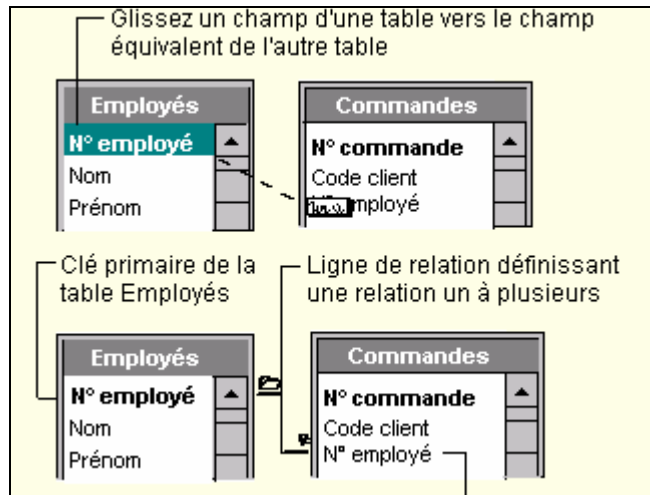 Glissez un champ d'une table vers le champ
équivalent de l'autre table
Employés
N° employé
Nom
Prénom
Commandes
N° commande
Code client
employé
Clé primaire de la
table Employés
Ligne de relation définissant
une relation un à plusieurs
Employés
N° employé
Nom
Prénom
Commandes
N° commande
Code client
N° employé